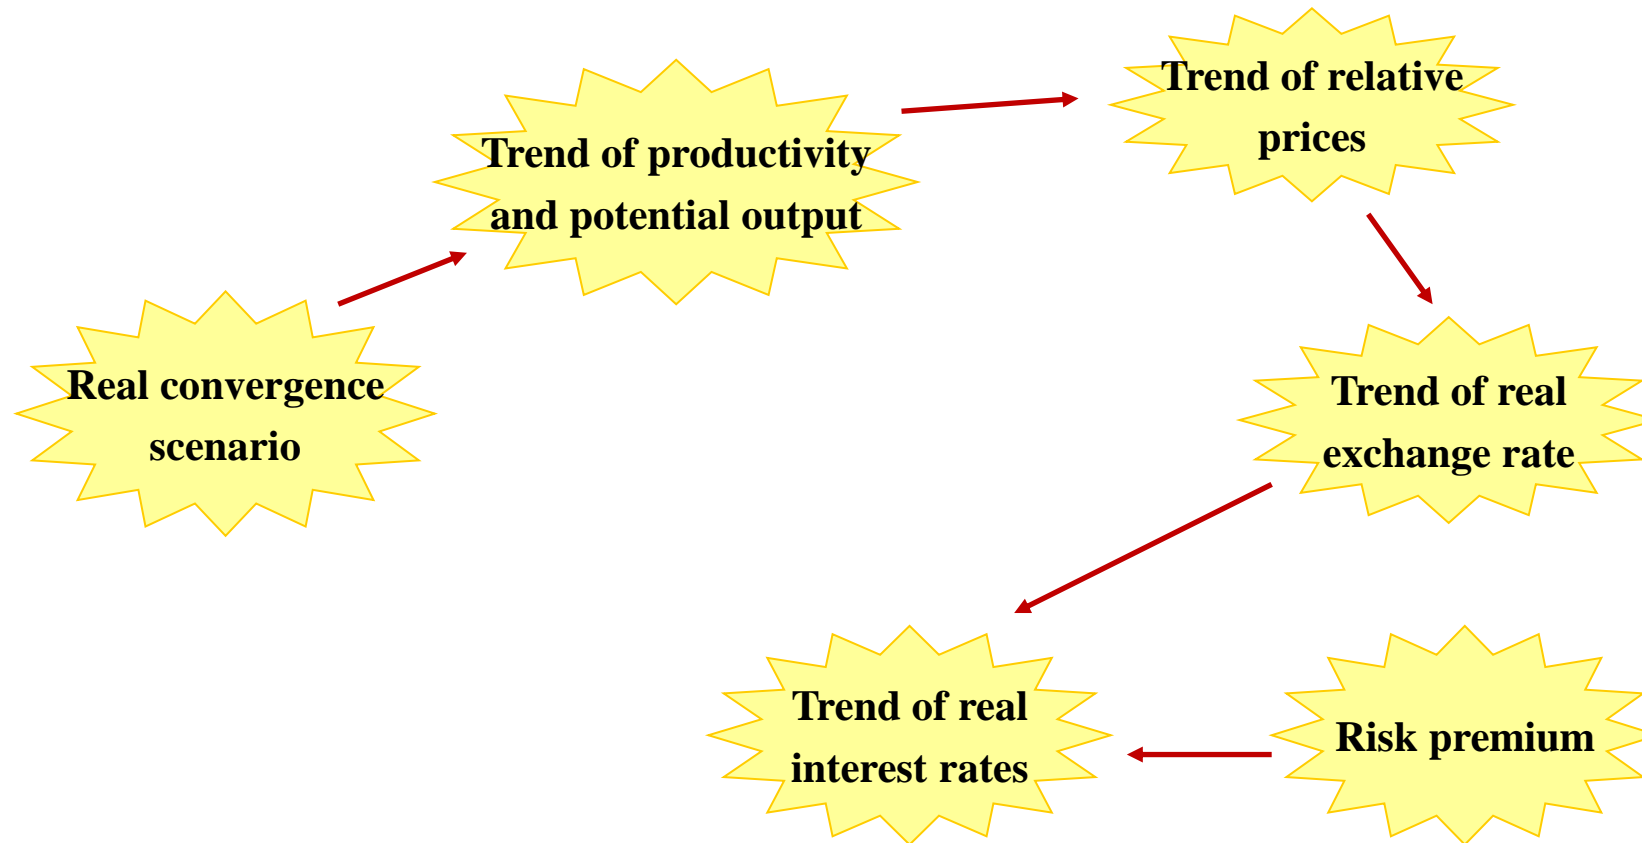 Trend of relative
prices
Trend of productivity
and potential output
Real convergence
scenario
Trend of real
exchange rate
Trend of real
interest rates
Risk premium